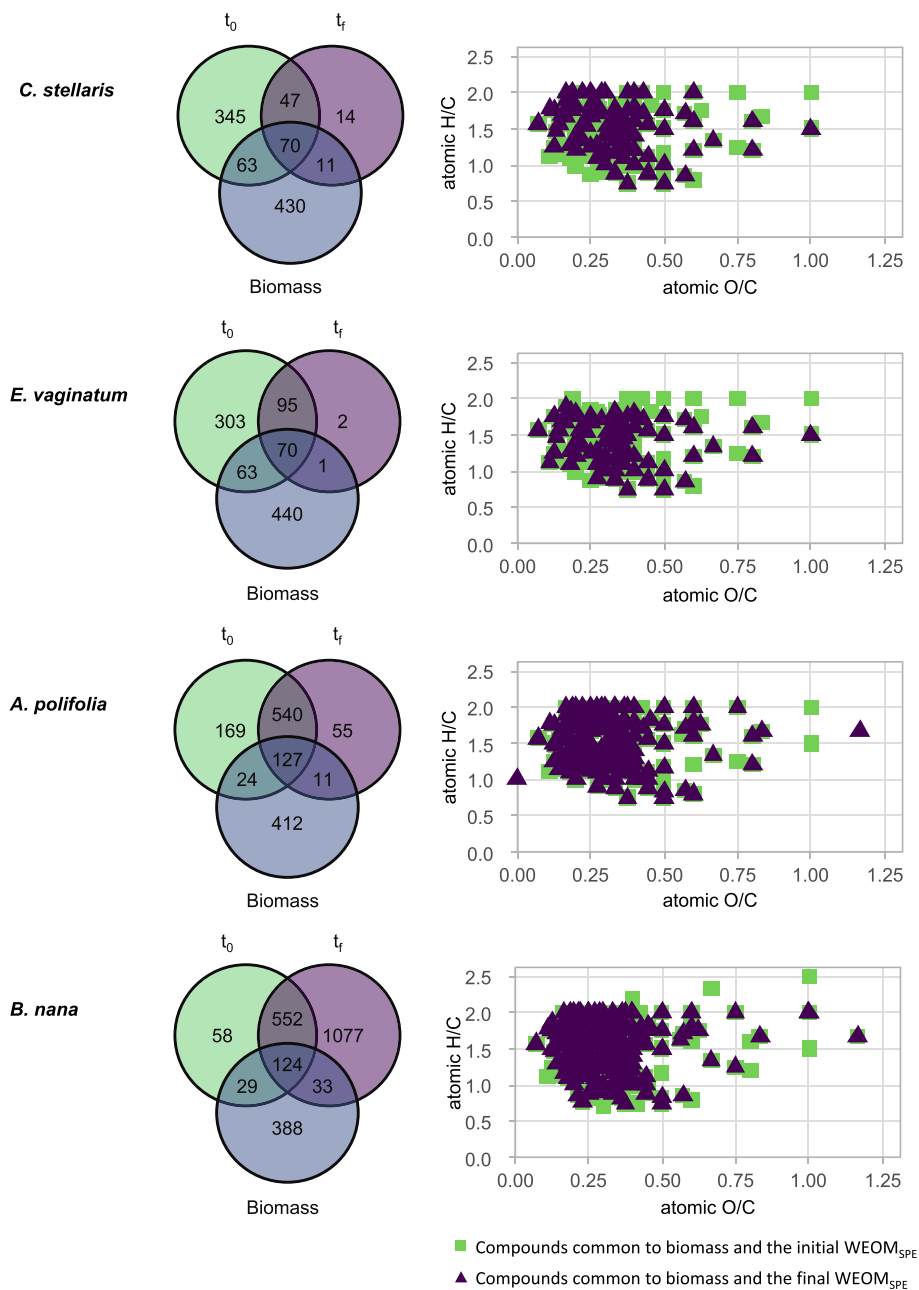 t0 tf
C. stellaris
345 47 14
70
63 11
430
Biomass
atomic H/C
2.5
2.0
1.5
1.0
0.5
0.0
0.00 0.25 0.50 0.75 1.00 1.25
atomic O/C
t0 tf
E. vaginatum
303 95 2
70
63 1
440
Biomass
atomic H/C
2.5
2.0
1.5
1.0
0.5
0.0
0.00 0.25 0.50 0.75 1.00 1.25
atomic O/C
t0 tf
A. polifolia
169 540 55
127
24 11
412
Biomass
atomic H/C
2.5
2.0
1.5
1.0
0.5
0.0
0.00 0.25 0.50 0.75 1.00 1.25
atomic O/C
t0 tf
B. nana
58 552 1077
124
29 33
388
Biomass
atomic H/C
2.5
2.0
1.5
1.0
0.5
0.0
0.00 0.25 0.50 0.75 1.00 1.25
atomic O/C
Compounds common to biomass and the initial WEOMSPE
Compounds common to biomass and the final WEOMSPE